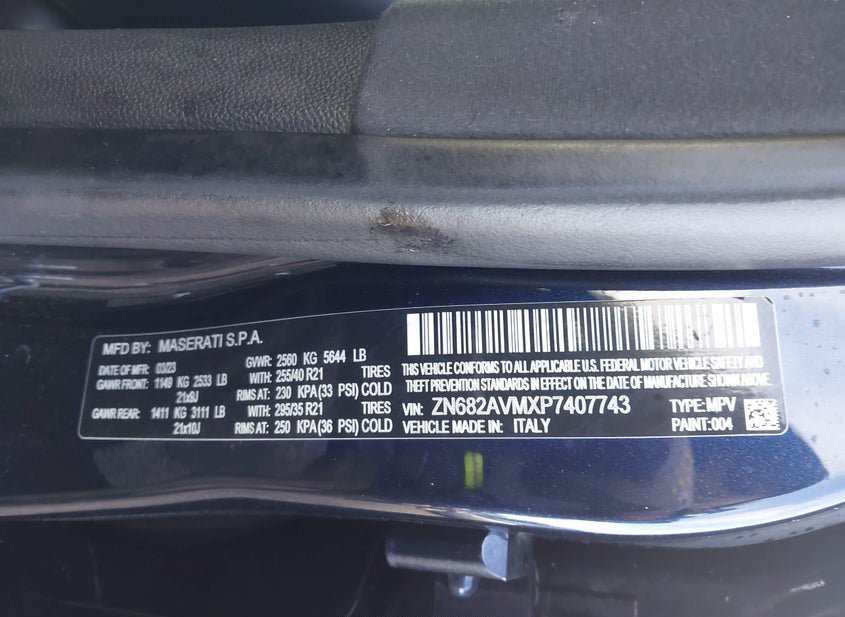 MFD BY: MASERATI S.P.A.
DATE OF MFR: 03/23 GVWR: 2560 KG 5644 LB
GAWR FRONT: 1149 KG 2533 LB WITH: 255/40 R21 TIRES
21x9J RIMS AT: 230 KPA (33 PSI) COLD
GAWR REAR: 1411 KG 3111 LB WITH: 295/35 R21 TIRES
21x10J RIMS AT: 250 KPA (36 PSI) COLD
THIS VEHICLE CONFORMS TO ALL APPLICABLE U.S. FEDERAL MOTOR VEHICLE SAFETY AND
THEFT PREVENTION STANDARDS IN EFFECT ON THE DATE OF MANUFACTURE SHOWN ABOVE.
VIN: ZN682AVMXP7407743 TYPE: MPV
VEHICLE MADE IN: ITALY PAINT: 004